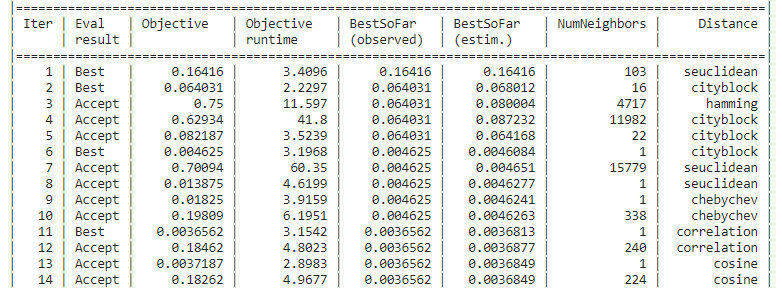 |==================================================================================================|
| Iter | Eval | Objective | Objective | BestSoFar | BestSoFar | NumNeighbors | Distance |
| | result | | runtime | (observed) | (estim.) | | |
|==================================================================================================|
| 1 | Best | 0.16416 | 3.4096 | 0.16416 | 0.16416 | 103 | seuclidean |
| 2 | Best | 0.064031 | 2.2297 | 0.064031 | 0.068012 | 16 | cityblock |
| 3 | Accept | 0.75 | 11.597 | 0.064031 | 0.080004 | 4717 | hamming |
| 4 | Accept | 0.62934 | 41.8 | 0.064031 | 0.087232 | 11982 | cityblock |
| 5 | Accept | 0.082187 | 3.5239 | 0.064031 | 0.064168 | 22 | cityblock |
| 6 | Best | 0.004625 | 3.1968 | 0.004625 | 0.0046084 | 1 | cityblock |
| 7 | Accept | 0.70094 | 60.35 | 0.004625 | 0.004651 | 15779 | seuclidean |
| 8 | Accept | 0.013875 | 4.6199 | 0.004625 | 0.0046277 | 1 | seuclidean |
| 9 | Accept | 0.01825 | 3.9159 | 0.004625 | 0.0046241 | 1 | chebychev |
| 10 | Accept | 0.19809 | 6.1951 | 0.004625 | 0.0046263 | 338 | chebychev |
| 11 | Best | 0.0036562 | 3.1542 | 0.0036562 | 0.0036813 | 1 | correlation |
| 12 | Accept | 0.18462 | 4.8023 | 0.0036562 | 0.0036877 | 240 | correlation |
| 13 | Accept | 0.0037187 | 2.8983 | 0.0036562 | 0.0036849 | 1 | cosine |
| 14 | Accept | 0.18262 | 4.9677 | 0.0036562 | 0.0036849 | 224 | cosine |